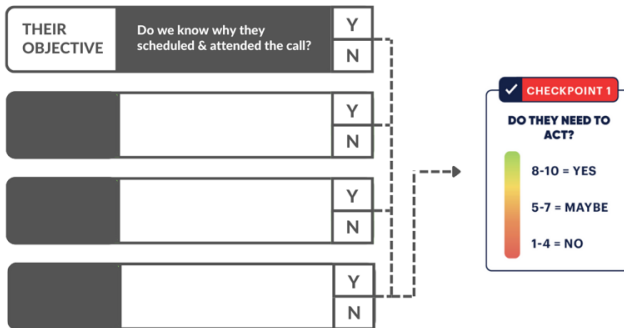 THEIR
OBJECTIVE
Do we know why they
scheduled & attended the call?
Y
N
Y
N
Y
N
Y
N
CHECKPOINT 1
DO THEY NEED TO
ACT?
8-10 = YES
5-7 = MAYBE
1-4 = NO